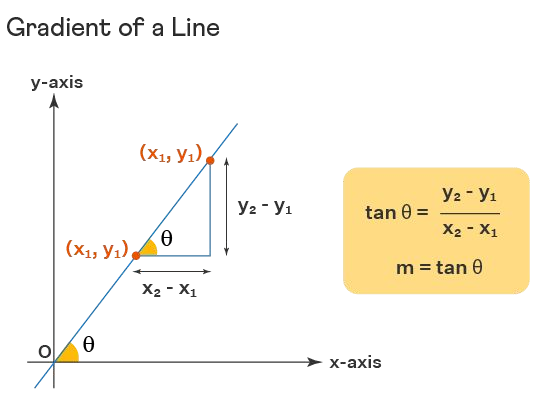 Gradient of a Line
y-axis
(x₁, y₁)
y₂ - y₁
(x₁, y₁)
θ
x₂ - x₁
tan θ = y₂ - y₁ / x₂ - x₁
m = tan θ
O
θ
x-axis